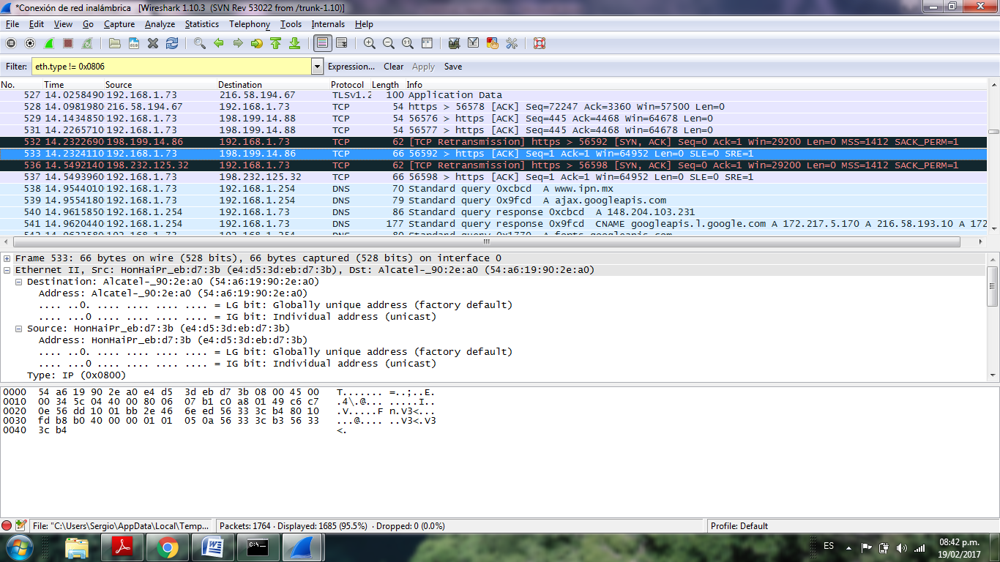 *Conexión de red inalámbrica [Wireshark 1.10.3 (SVN Rev 53022 from /trunk-1.10)]
File Edit View Go Capture Analyze Statistics Telephony Tools Internals Help
Filter: eth.type != 0x0806 Expression... Clear Apply Save
No. Time Source Destination Protocol Length Info
527 14.0258490 192.168.1.73 216.58.194.67 TLSv1.2 100 Application Data
528 14.0981980 216.58.194.67 192.168.1.73 TCP 54 https > 56578 [ACK] Seq=72247 Ack=3360 Win=57500 Len=0
529 14.1434850 192.168.1.73 198.199.14.88 TCP 54 56576 > https [ACK] Seq=445 Ack=4468 Win=64678 Len=0
531 14.2265710 192.168.1.73 198.199.14.88 TCP 54 56577 > https [ACK] Seq=445 Ack=4468 Win=64678 Len=0
532 14.2322690 198.199.14.86 192.168.1.73 TCP 62 [TCP Retransmission] https > 56592 [SYN, ACK] Seq=0 Ack=1 Win=29200 Len=0 MSS=1412 SACK_PERM=1
533 14.2324110 192.168.1.73 198.199.14.86 TCP 66 56592 > https [ACK] Seq=1 Ack=1 Win=64952 Len=0 SLE=0 SRE=1
536 14.5492140 198.232.125.32 192.168.1.73 TCP 62 [TCP Retransmission] https > 56598 [SYN, ACK] Seq=0 Ack=1 Win=29200 Len=0 MSS=1412 SACK_PERM=1
537 14.5493960 192.168.1.73 198.232.125.32 TCP 66 56598 > https [ACK] Seq=1 Ack=1 Win=64952 Len=0 SLE=0 SRE=1
538 14.9544010 192.168.1.73 192.168.1.254 DNS 70 Standard query 0xcbcd A www.ipn.mx
539 14.9554180 192.168.1.73 192.168.1.254 DNS 79 Standard query 0x9fcd A ajax.googleapis.com
540 14.9615850 192.168.1.254 192.168.1.73 DNS 86 Standard query response 0xcbcd A 148.204.103.231
541 14.9620440 192.168.1.254 192.168.1.73 DNS 177 Standard query response 0x9fcd CNAME googleapis.l.google.com A 172.217.5.170 A 216.58.193.10 A 172
192.168.1.73 192.168.1.254 DNS 80 Standard query 0x1770 A fonts.googleapis.com
Frame 533: 66 bytes on wire (528 bits), 66 bytes captured (528 bits) on interface 0
Ethernet II, Src: HonHaiPr_eb:d7:3b (e4:d5:3d:eb:d7:3b), Dst: Alcatel-_90:2e:a0 (54:a6:19:90:2e:a0)
Destination: Alcatel-_90:2e:a0 (54:a6:19:90:2e:a0)
Address: Alcatel-_90:2e:a0 (54:a6:19:90:2e:a0)
.... ..0. .... .... .... .... = LG bit: Globally unique address (factory default)
.... ...0 .... .... .... .... = IG bit: Individual address (unicast)
Source: HonHaiPr_eb:d7:3b (e4:d5:3d:eb:d7:3b)
Address: HonHaiPr_eb:d7:3b (e4:d5:3d:eb:d7:3b)
.... ..0. .... .... .... .... = LG bit: Globally unique address (factory default)
.... ...0 .... .... .... .... = IG bit: Individual address (unicast)
Type: IP (0x0800)
0000 54 a6 19 90 2e a0 e4 d5 3d eb d7 3b 08 00 45 00 T....... =..;..E.
0010 00 34 5c 04 40 00 80 06 07 b1 c0 a8 01 49 c6 c7 .4\.@... .....I..
0020 0e 56 dd 10 01 bb 2e 46 6e ed 56 33 3c b4 80 10 .V.....F n.V3<...
0030 fd b8 b0 40 00 00 01 01 05 0a 56 33 3c b3 56 33 ...@.... ..V3<.V3
0040 3c b4 <.
File: "C:\Users\Sergio\AppData\Local\Temp... Packets: 1764 · Displayed: 1685 (95.5%) · Dropped: 0 (0.0%) Profile: Default
ES
08:42 p.m.
19/02/2017